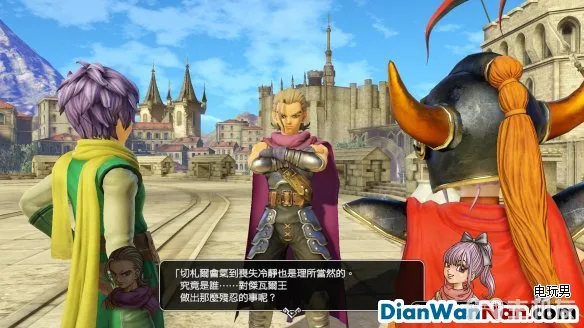 「切札爾會氣到喪失冷靜也是理所當然的。
究竟是誰……對傑瓦爾王
做出那麼殘忍的事呢？
电玩男
DianWanNan.com